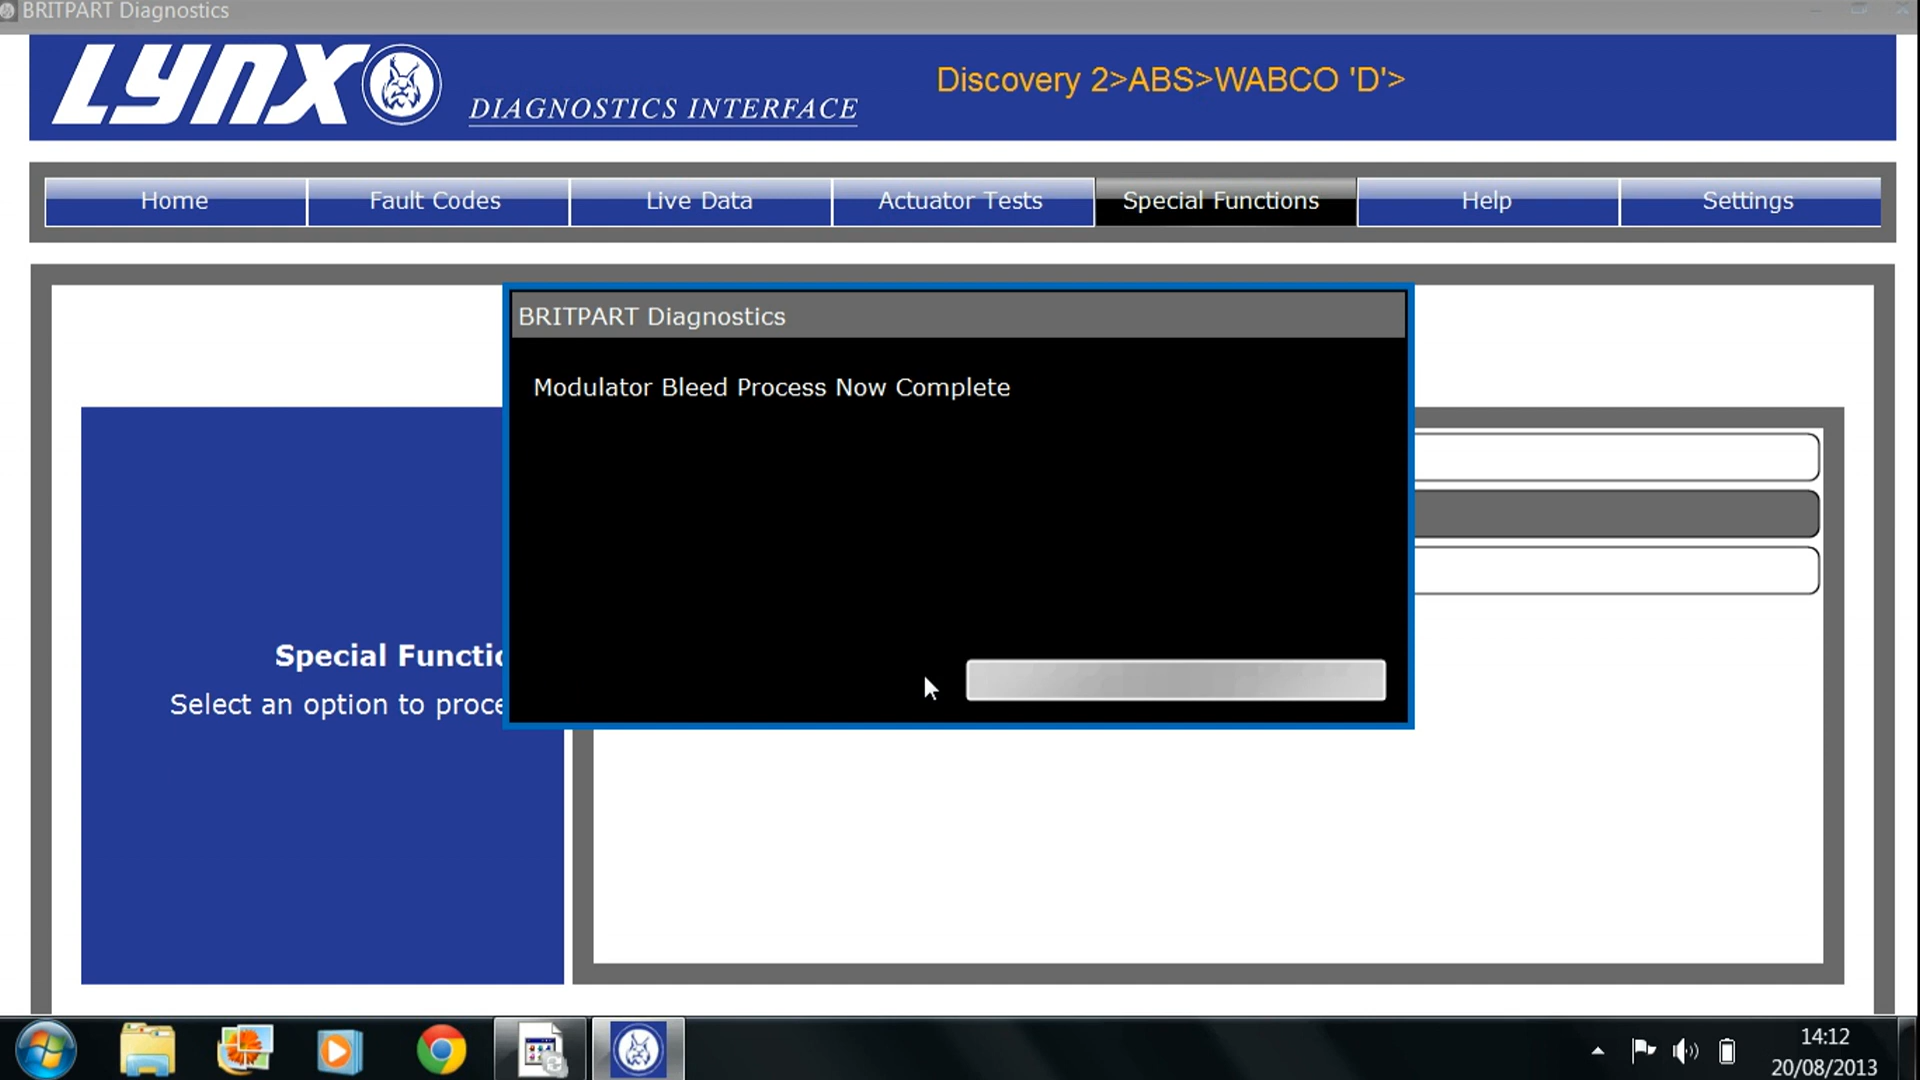 BRITPART Diagnostics
LYNX
DIAGNOSTICS INTERFACE
Discovery 2>ABS>WABCO 'D'>
Home
Fault Codes
Live Data
Actuator Tests
Special Functions
Help
Settings
BRITPART Diagnostics
Modulator Bleed Process Now Complete
Special Functio
Select an option to proce
14:12
20/08/2013